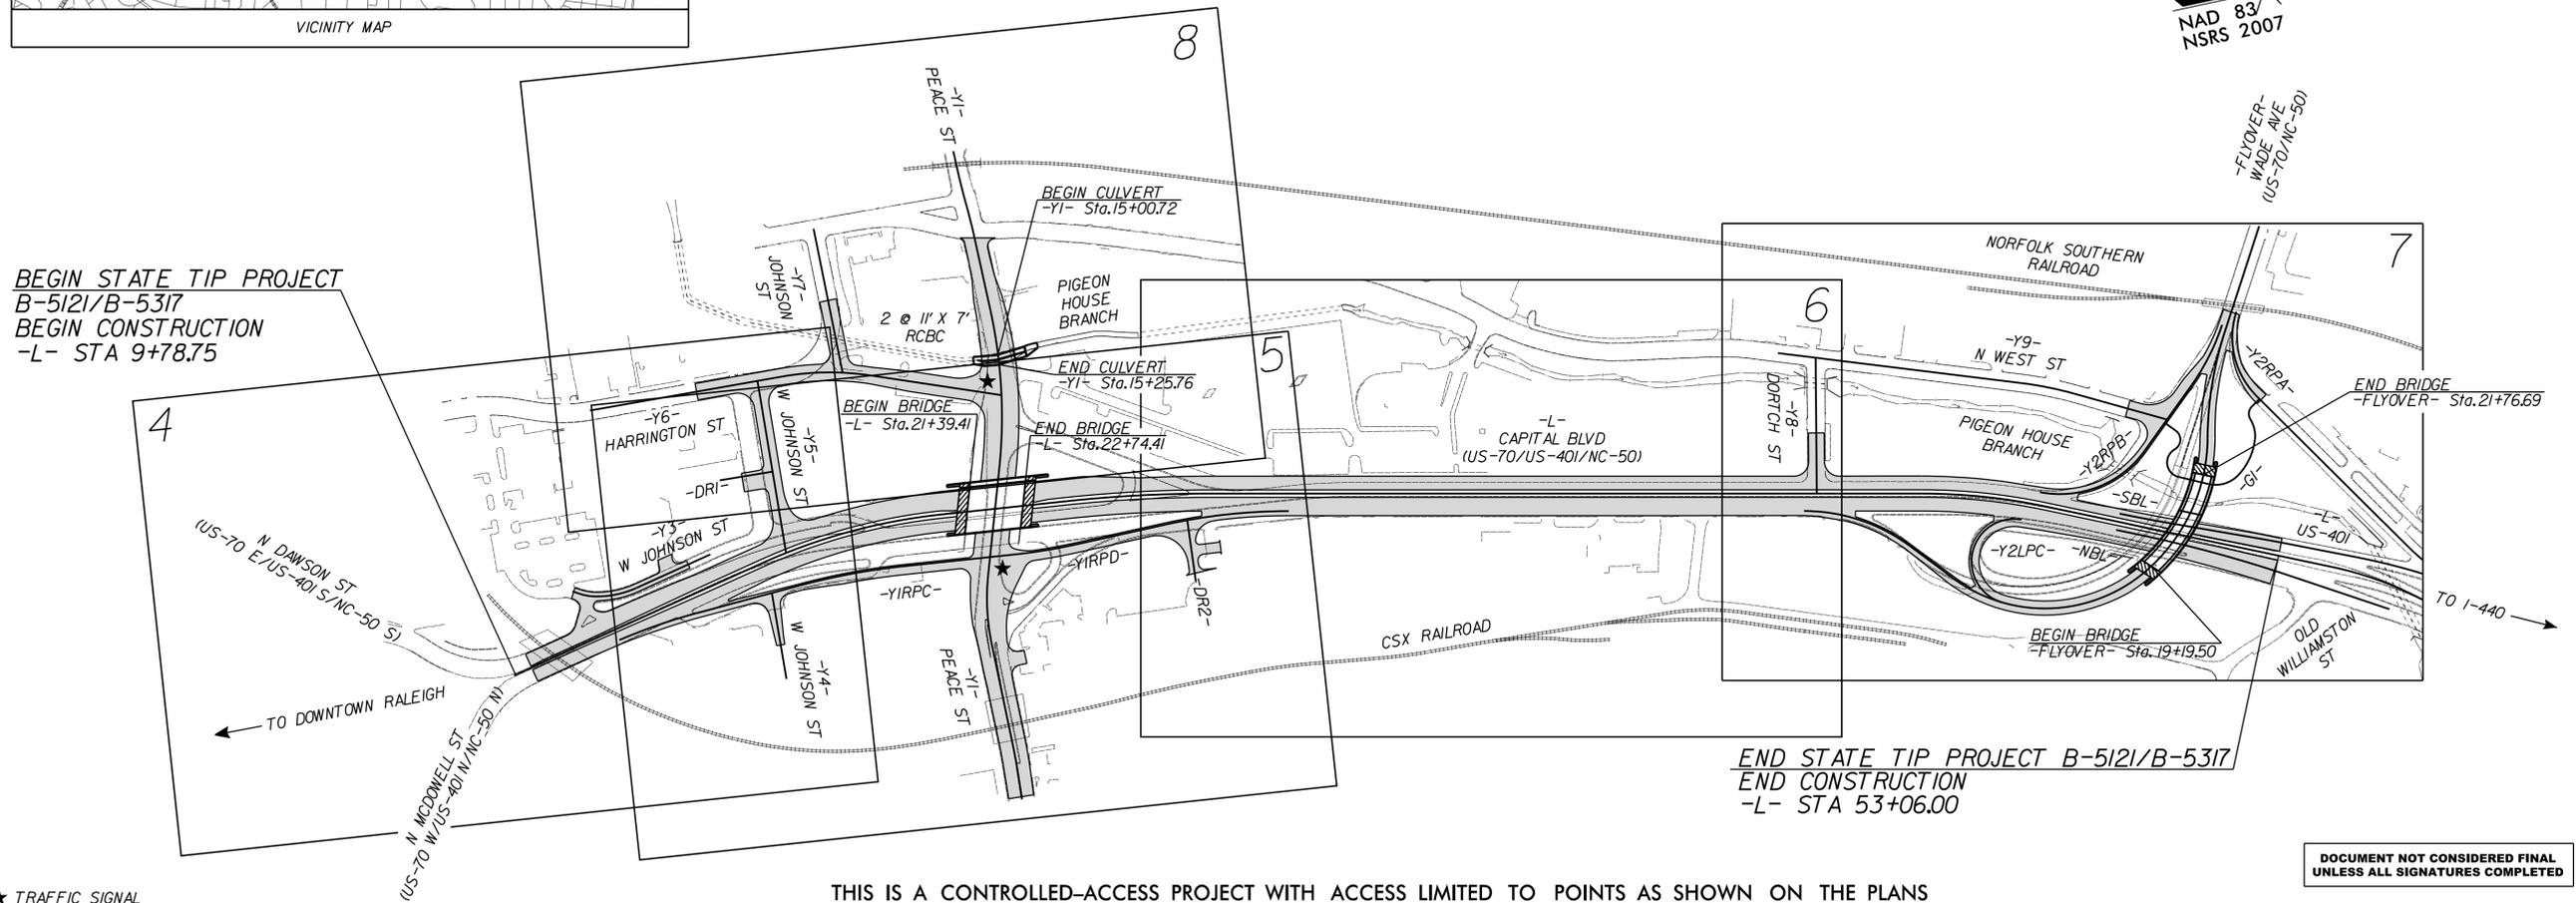 VICINITY MAP
NAD 83/
NSRS 2007
8
-Y1-
PEACE ST
-FLYOVER-
WADE AVE
(US-70/NC-50)
BEGIN CULVERT
-Y1- Sta.15+00.72
NORFOLK SOUTHERN
RAILROAD
7
BEGIN STATE TIP PROJECT
B-5121/B-5317
BEGIN CONSTRUCTION
-L- STA 9+78.75
-Y7-
JOHNSON
ST
2 @ 11' X 7'
RCBC
PIGEON
HOUSE
BRANCH
6
5
END CULVERT
-Y1- Sta.15+25.76
-Y9-
N WEST ST
-Y2RPA-
END BRIDGE
-FLYOVER- Sta.21+76.69
4
-Y6-
HARRINGTON ST
-Y5-
W JOHNSON ST
BEGIN BRIDGE
-L- Sta.21+39.41
END BRIDGE
-L- Sta.22+74.41
-L-
CAPITAL BLVD
(US-70/US-401/NC-50)
-Y8-
DORTCH ST
PIGEON HOUSE
BRANCH
-Y2RPB-
-G1-
-DR1-
-SBL-
-L-
US-401
-Y3-
W JOHNSON ST
N DAWSON ST
(US-70 E/US-401 S/NC-50 S)
-Y1RPC-
-Y1RPD-
-DR2-
-Y2LPC-
-NBL-
TO I-440
CSX RAILROAD
BEGIN BRIDGE
-FLYOVER- Sta.19+19.50
OLD
WILLIAMSTON
ST
-Y4-
W JOHNSON ST
-Y1-
PEACE ST
TO DOWNTOWN RALEIGH
N MCDOWELL ST
(US-70 W/US-401 N/NC-50 N)
END STATE TIP PROJECT B-5121/B-5317
END CONSTRUCTION
-L- STA 53+06.00
DOCUMENT NOT CONSIDERED FINAL
UNLESS ALL SIGNATURES COMPLETED
★ TRAFFIC SIGNAL
THIS IS A CONTROLLED-ACCESS PROJECT WITH ACCESS LIMITED TO POINTS AS SHOWN ON THE PLANS